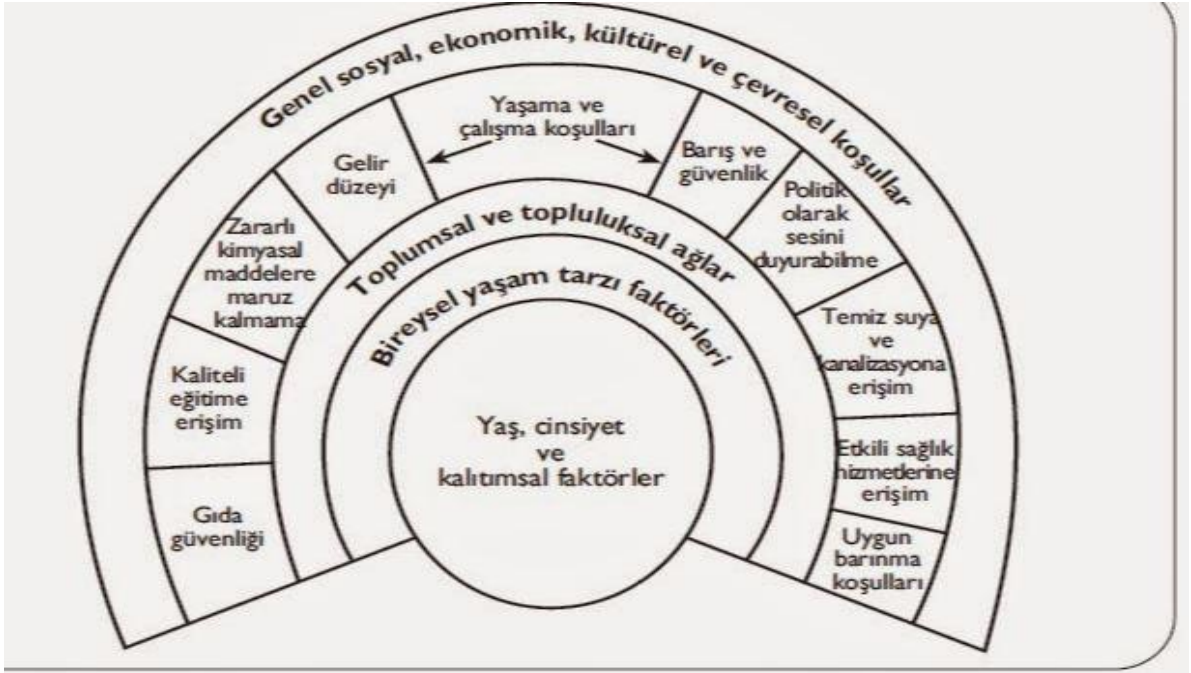 Genel sosyal, ekonomik, kültürel ve çevresel koşullar
Yaşama ve
çalışma koşulları
Gelir
düzeyi
Barış ve
güvenlik
Zararlı
kimyasal
maddelere
maruz
kalmama
Politik
olarak
sesini
duyurabilme
Toplumsal ve topluluksal ağlar
Bireysel yaşam tarzı faktörleri
Kaliteli
eğitime
erişim
Temiz suya
ve
kanalizasyona
erişim
Yaş, cinsiyet
ve
kalıtımsal faktörler
Gıda
güvenliği
Etkili sağlık
hizmetlerine
erişim
Uygun
barınma
koşulları